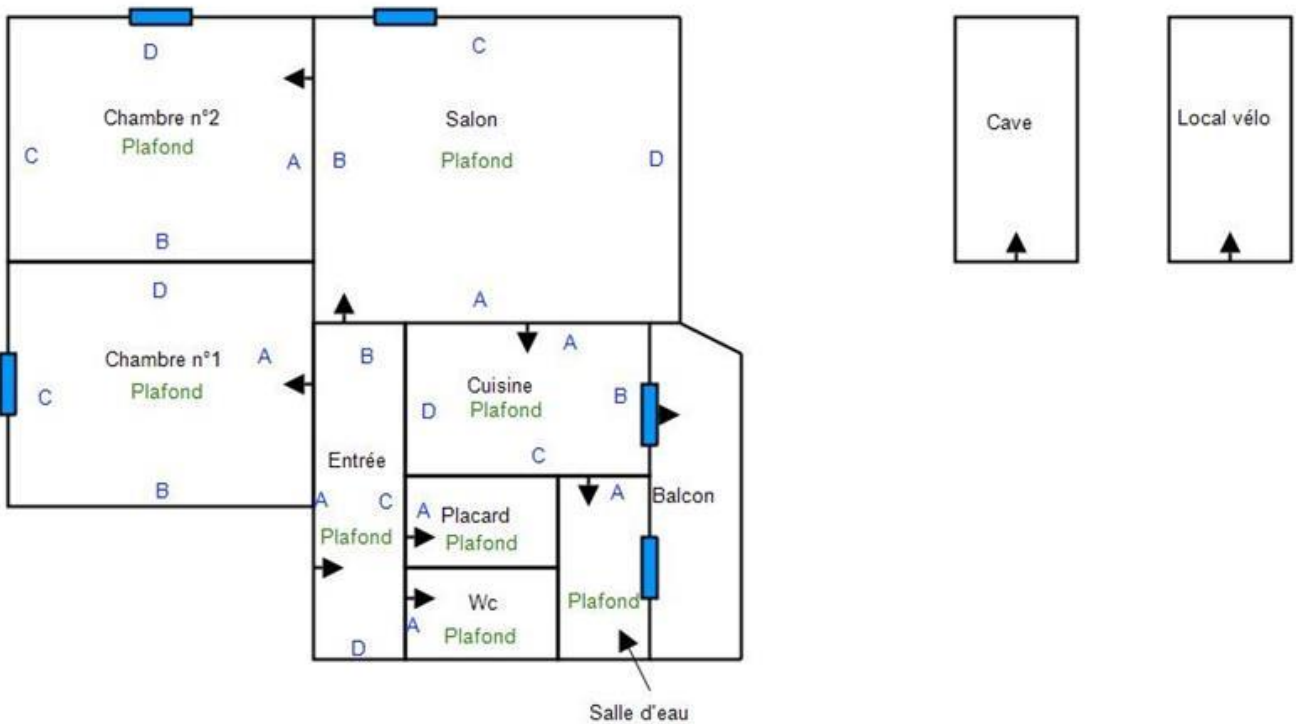 D
Chambre n°2
Plafond
C
A
B
C
Salon
Plafond
B
D
A
D
Chambre n°1
Plafond
A
C
B
B
Entrée
A
C
Plafond
D
A
Cuisine
Plafond
B
D
C
A
Placard
Plafond
Wc
A
Plafond
A
Plafond
Salle d'eau
Balcon
Cave
Local vélo